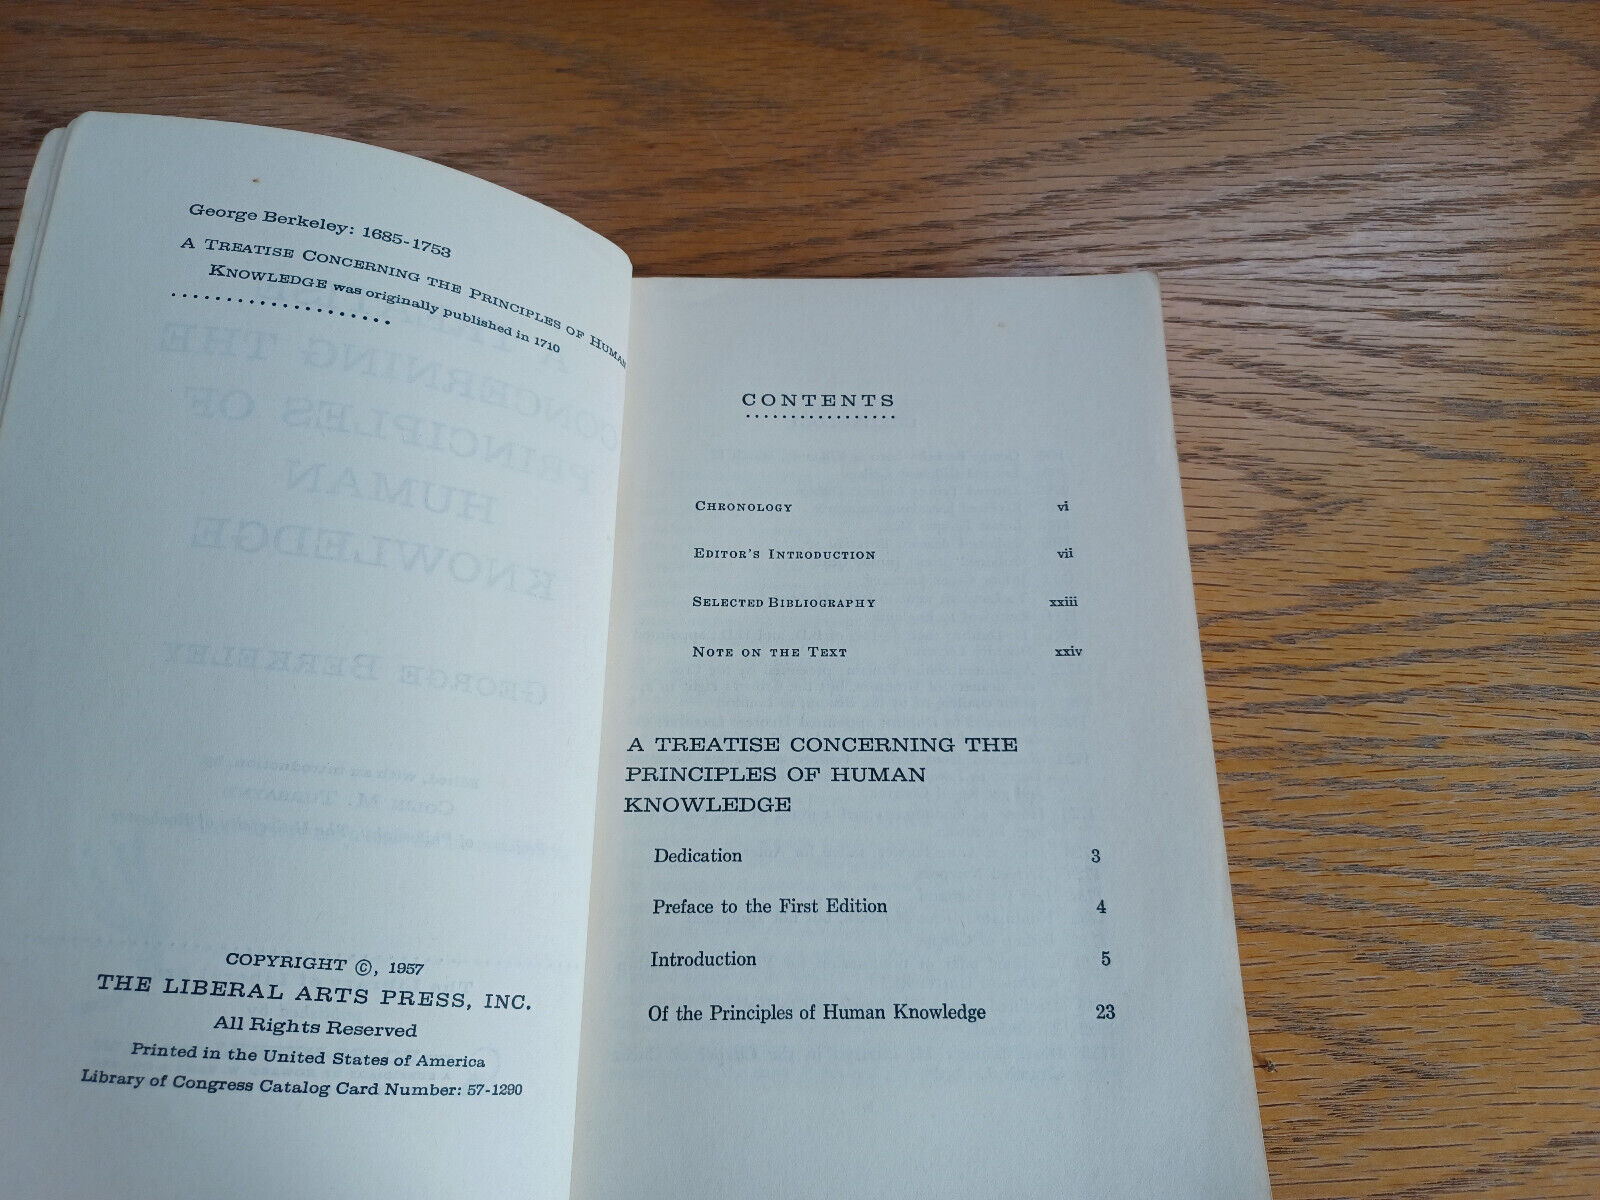 George Berkeley: 1685-1753
A TREATISE CONCERNING THE PRINCIPLES OF HUMAN
KNOWLEDGE was originally published in 1710
COPYRIGHT ©, 1957
THE LIBERAL ARTS PRESS, INC.
All Rights Reserved
Printed in the United States of America
Library of Congress Catalog Card Number: 57-1290
CONTENTS
CHRONOLOGY vi
EDITOR'S INTRODUCTION vii
SELECTED BIBLIOGRAPHY xxiii
NOTE ON THE TEXT xxiv
A TREATISE CONCERNING THE
PRINCIPLES OF HUMAN
KNOWLEDGE
Dedication 3
Preface to the First Edition 4
Introduction 5
Of the Principles of Human Knowledge 23